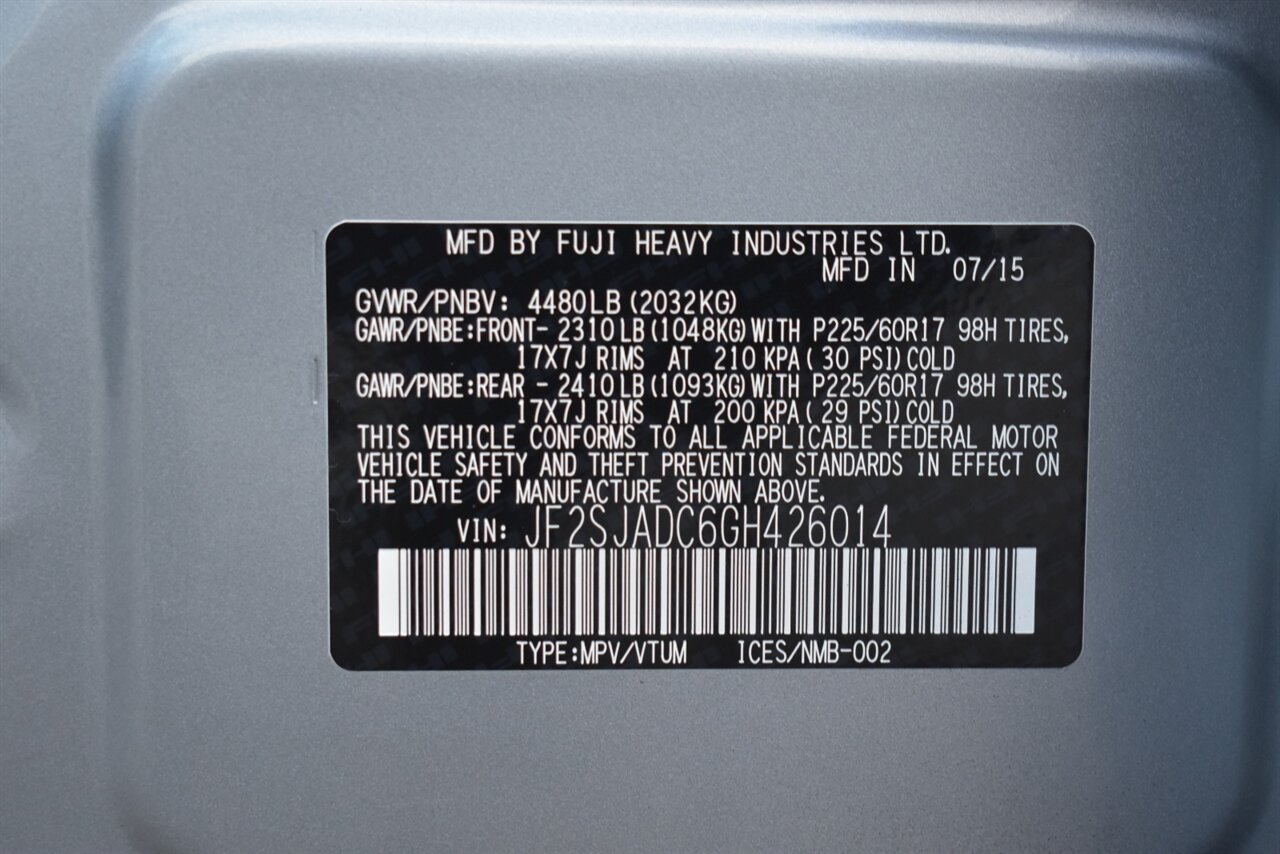 MFD BY FUJI HEAVY INDUSTRIES LTD.
MFD IN 07/15
GVWR/PNBV: 4480LB (2032KG)
GAWR/PNBE:FRONT- 2310LB (1048KG) WITH P225/60R17 98H TIRES,
17X7J RIMS AT 210 KPA ( 30 PSI) COLD
GAWR/PNBE:REAR - 2410LB (1093KG) WITH P225/60R17 98H TIRES,
17X7J RIMS AT 200 KPA ( 29 PSI) COLD
THIS VEHICLE CONFORMS TO ALL APPLICABLE FEDERAL MOTOR
VEHICLE SAFETY AND THEFT PREVENTION STANDARDS IN EFFECT ON
THE DATE OF MANUFACTURE SHOWN ABOVE.
VIN: JF2SJADC6GH426014
TYPE:MPV/VTUM ICES/NMB-002